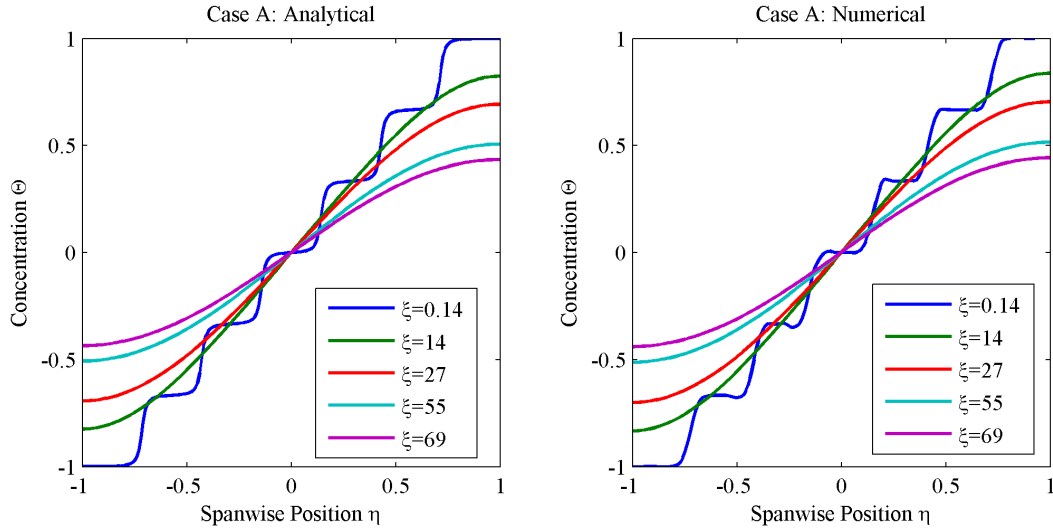 Case A: Analytical
1
0.5
0
-0.5
-1
Concentration Θ
-1
-0.5
0
0.5
1
Spanwise Position η
ξ=0.14
ξ=14
ξ=27
ξ=55
ξ=69
Case A: Numerical
1
0.5
0
-0.5
-1
Concentration Θ
-1
-0.5
0
0.5
1
Spanwise Position η
ξ=0.14
ξ=14
ξ=27
ξ=55
ξ=69